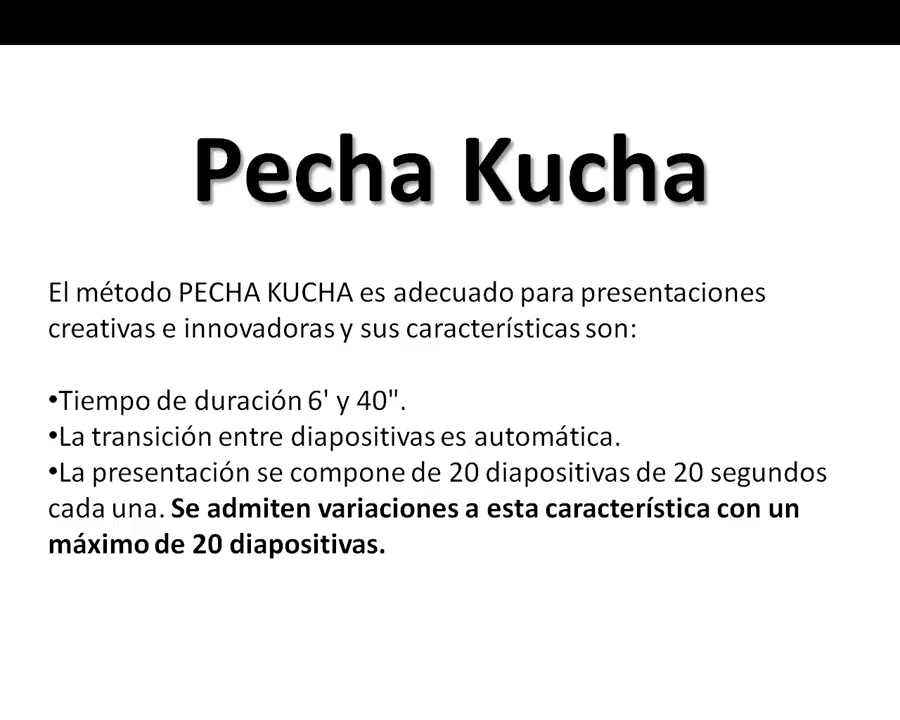 Pecha Kucha
El método PECHA KUCHA es adecuado para presentaciones
creativas e innovadoras y sus características son:
•Tiempo de duración 6' y 40".
•La transición entre diapositivas es automática.
•La presentación se compone de 20 diapositivas de 20 segundos
cada una. Se admiten variaciones a esta característica con un
máximo de 20 diapositivas.